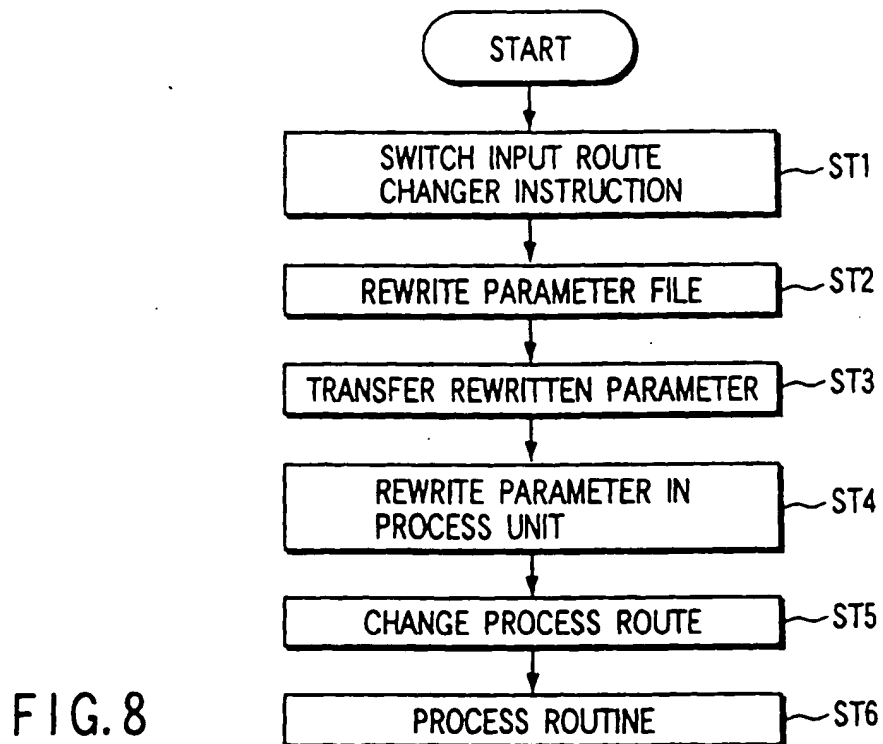 START
SWITCH INPUT ROUTE
CHANGER INSTRUCTION
ST1
REWRITE PARAMETER FILE
ST2
TRANSFER REWRITTEN PARAMETER
ST3
REWRITE PARAMETER IN
PROCESS UNIT
ST4
CHANGE PROCESS ROUTE
ST5
PROCESS ROUTINE
ST6
FIG.8